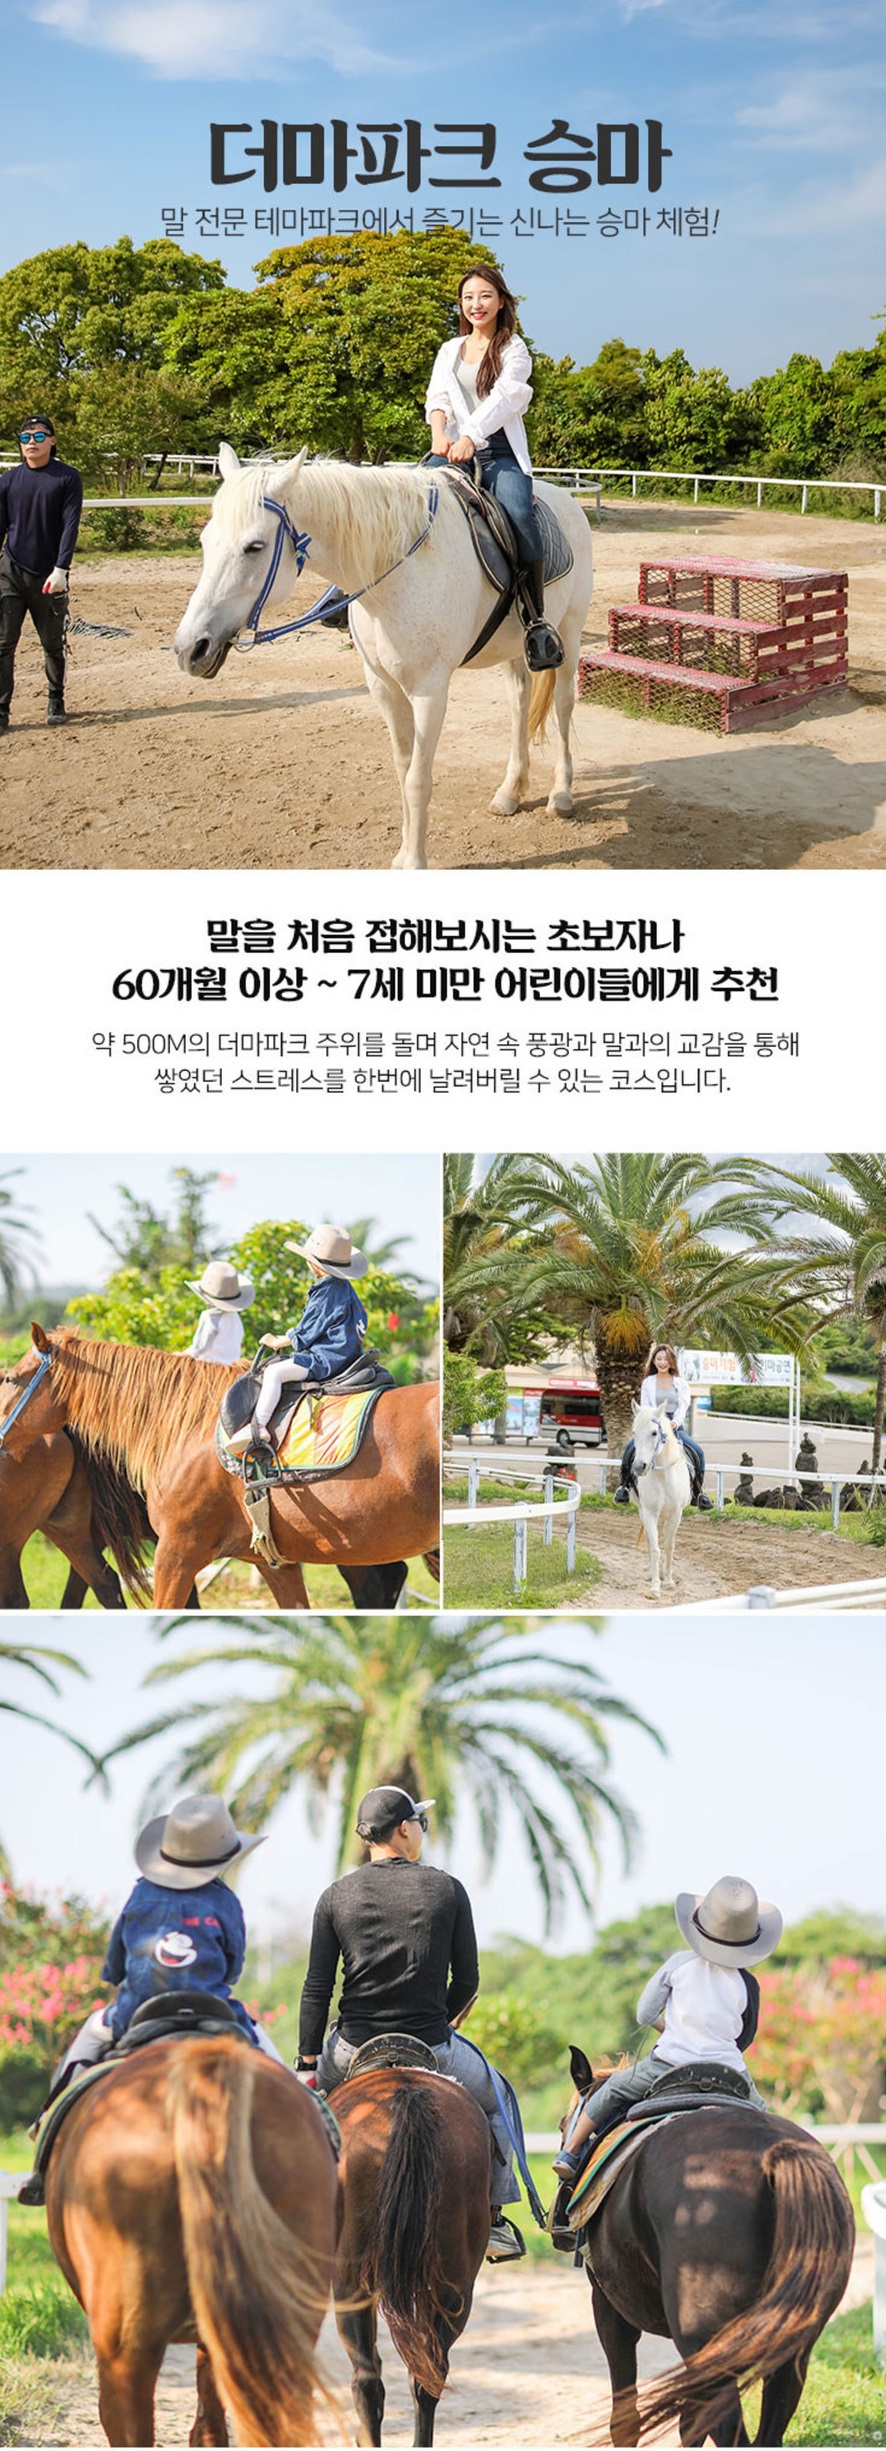 더마파크 승마
말 전문 테마파크에서 즐기는 신나는 승마 체험!
말을 처음 접해보시는 초보자나
60개월 이상 ~ 7세 미만 어린이들에게 추천
약 500M의 더마파크 주위를 돌며 자연 속 풍광과 말과의 교감을 통해
쌓였던 스트레스를 한번에 날려버릴 수 있는 코스입니다.